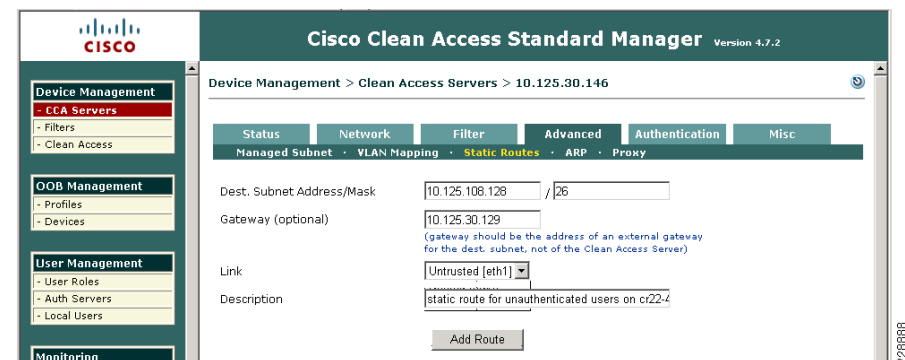 CISCO
Cisco Clean Access Standard Manager Version 4.7.2
Device Management
- CCA Servers
- Filters
- Clean Access
OOB Management
- Profiles
- Devices
User Management
- User Roles
- Auth Servers
- Local Users
Monitoring
Device Management > Clean Access Servers > 10.125.30.146
Status Network Filter Advanced Authentication Misc
Managed Subnet · VLAN Mapping · Static Routes · ARP · Proxy
Dest. Subnet Address/Mask 10.125.108.128 / 26
Gateway (optional) 10.125.30.129
(gateway should be the address of an external gateway
for the dest. subnet, not of the Clean Access Server)
Link Untrusted [eth1]
Description static route for unauthenticated users on cr22-4
Add Route